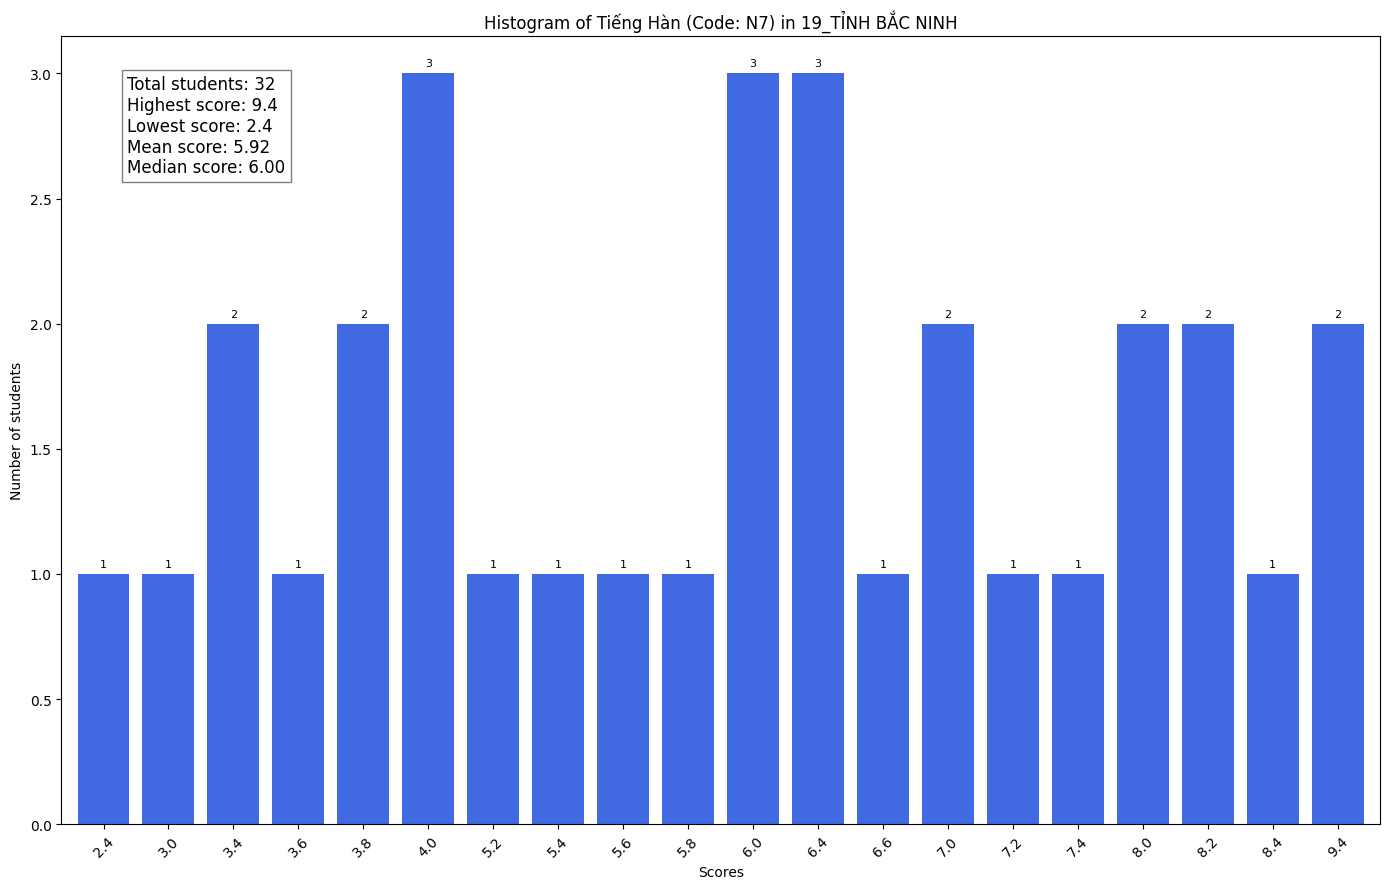 Histogram of Tiếng Hàn (Code: N7) in 19_TỈNH BẮC NINH
Total students: 32
Highest score: 9.4
Lowest score: 2.4
Mean score: 5.92
Median score: 6.00
Number of students
3.0
2.5
2.0
1.5
1.0
0.5
0.0
1 1 2 1 2 3 1 1 1 1 3 3 1 2 1 1 2 2 1 2
2.4 3.0 3.4 3.6 3.8 4.0 5.2 5.4 5.6 5.8 6.0 6.4 6.6 7.0 7.2 7.4 8.0 8.2 8.4 9.4
Scores